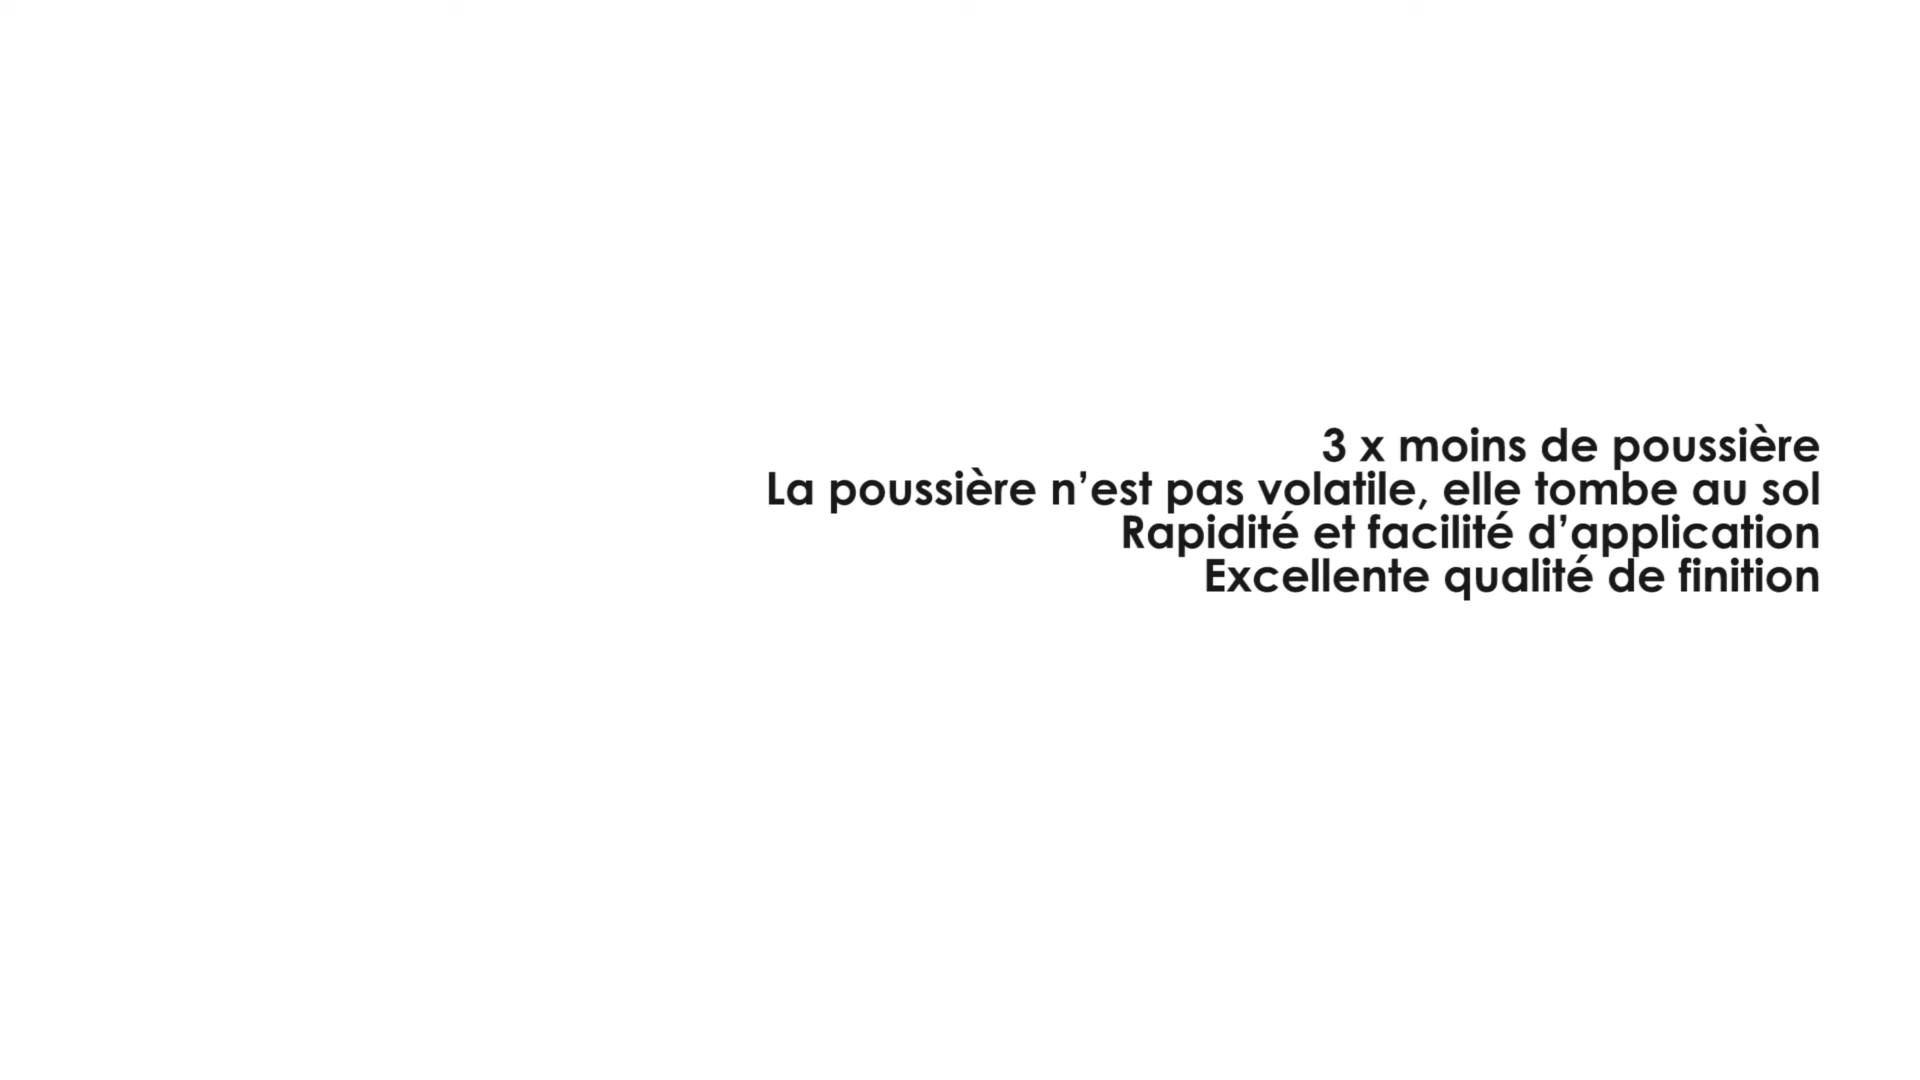 3 x moins de poussière
La poussière n’est pas volatile, elle tombe au sol
Rapidité et facilité d’application
Excellente qualité de finition